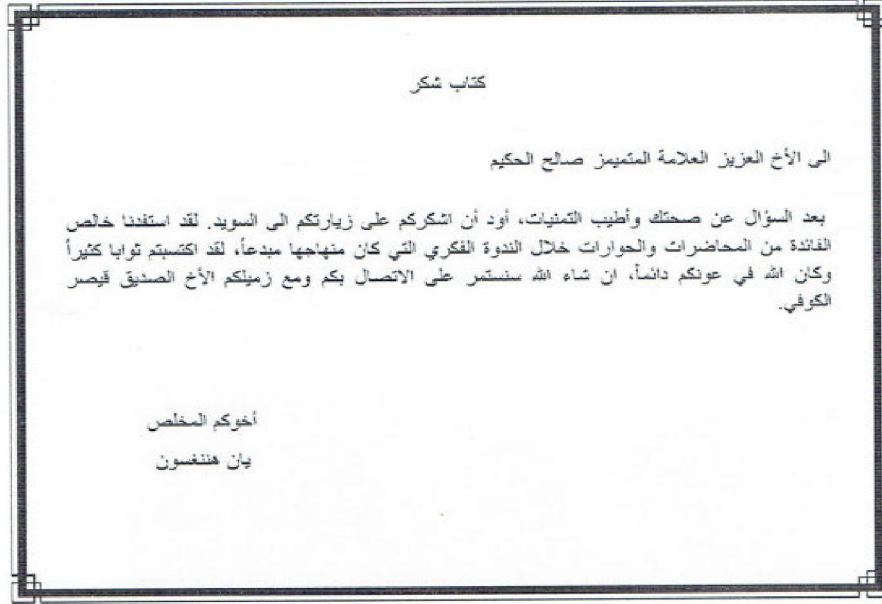 كتاب شكر
الى الأخ العزيز العلامة المتميمز صالح الحكيم
بعد السؤال عن صحتك وأطيب التمنيات، أود أن اشكركم على زيارتكم الى السويد. لقد استفدنا خالص
الفائدة من المحاضرات والحوارات خلال الندوة الفكري التي كان منهاجها مبدعاً، لقد اكتسبتم ثوابا كثيراً
وكان الله في عونكم دائماً، ان شاء الله سنستمر على الاتصال بكم ومع زميلكم الأخ الصديق قيصر
الكوفي.
أخوكم المخلص
يان هننغسون